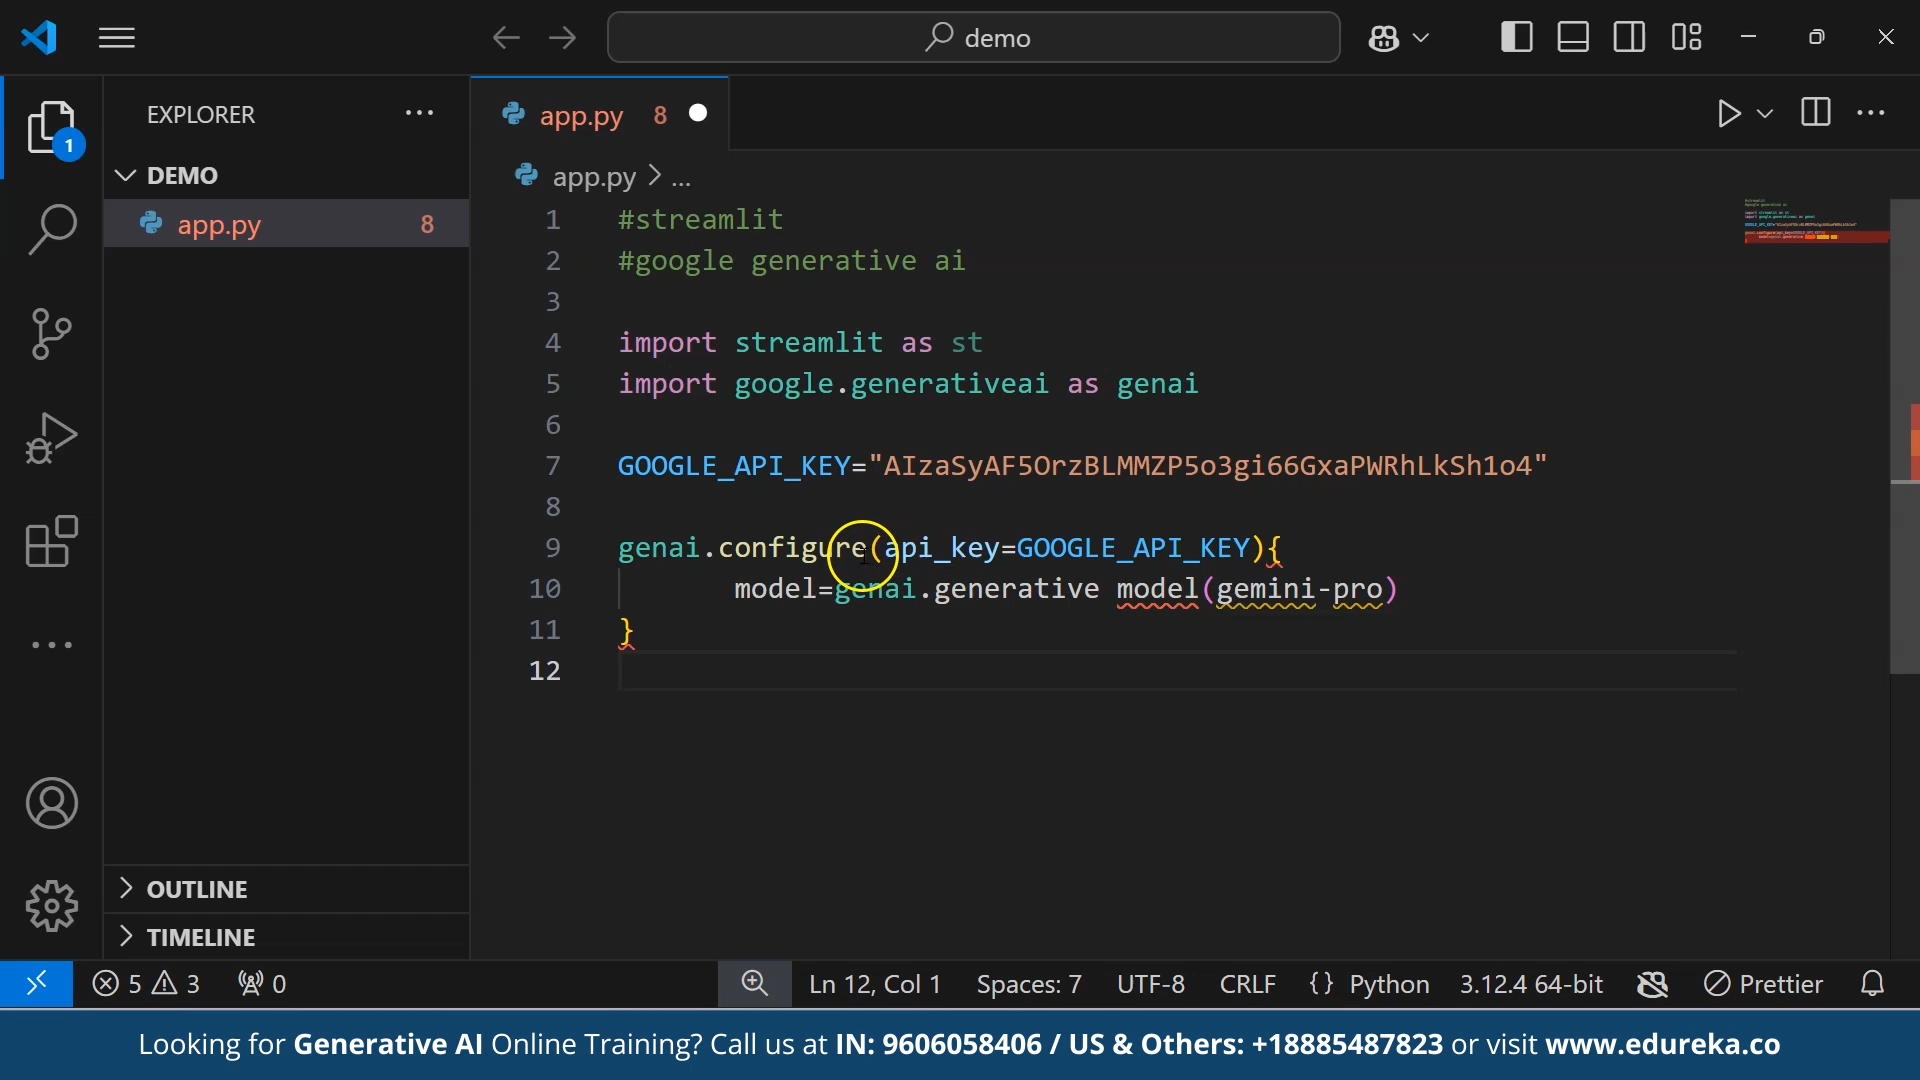 demo
EXPLORER
DEMO
app.py 8
OUTLINE
TIMELINE
1
app.py 8
app.py > ...
1 #streamlit
2 #google generative ai
3
4 import streamlit as st
5 import google.generativeai as genai
6
7 GOOGLE_API_KEY="AIzaSyAF5OrzBLMMZP5o3gi66GxaPWRhLkSh1o4"
8
9 genai.configure(api_key=GOOGLE_API_KEY){
10 model=genai.generative model(gemini-pro)
11 }
12
5 3 0
Ln 12, Col 1 Spaces: 7 UTF-8 CRLF {} Python 3.12.4 64-bit Prettier
Looking for Generative AI Online Training? Call us at IN: 9606058406 / US & Others: +18885487823 or visit www.edureka.co